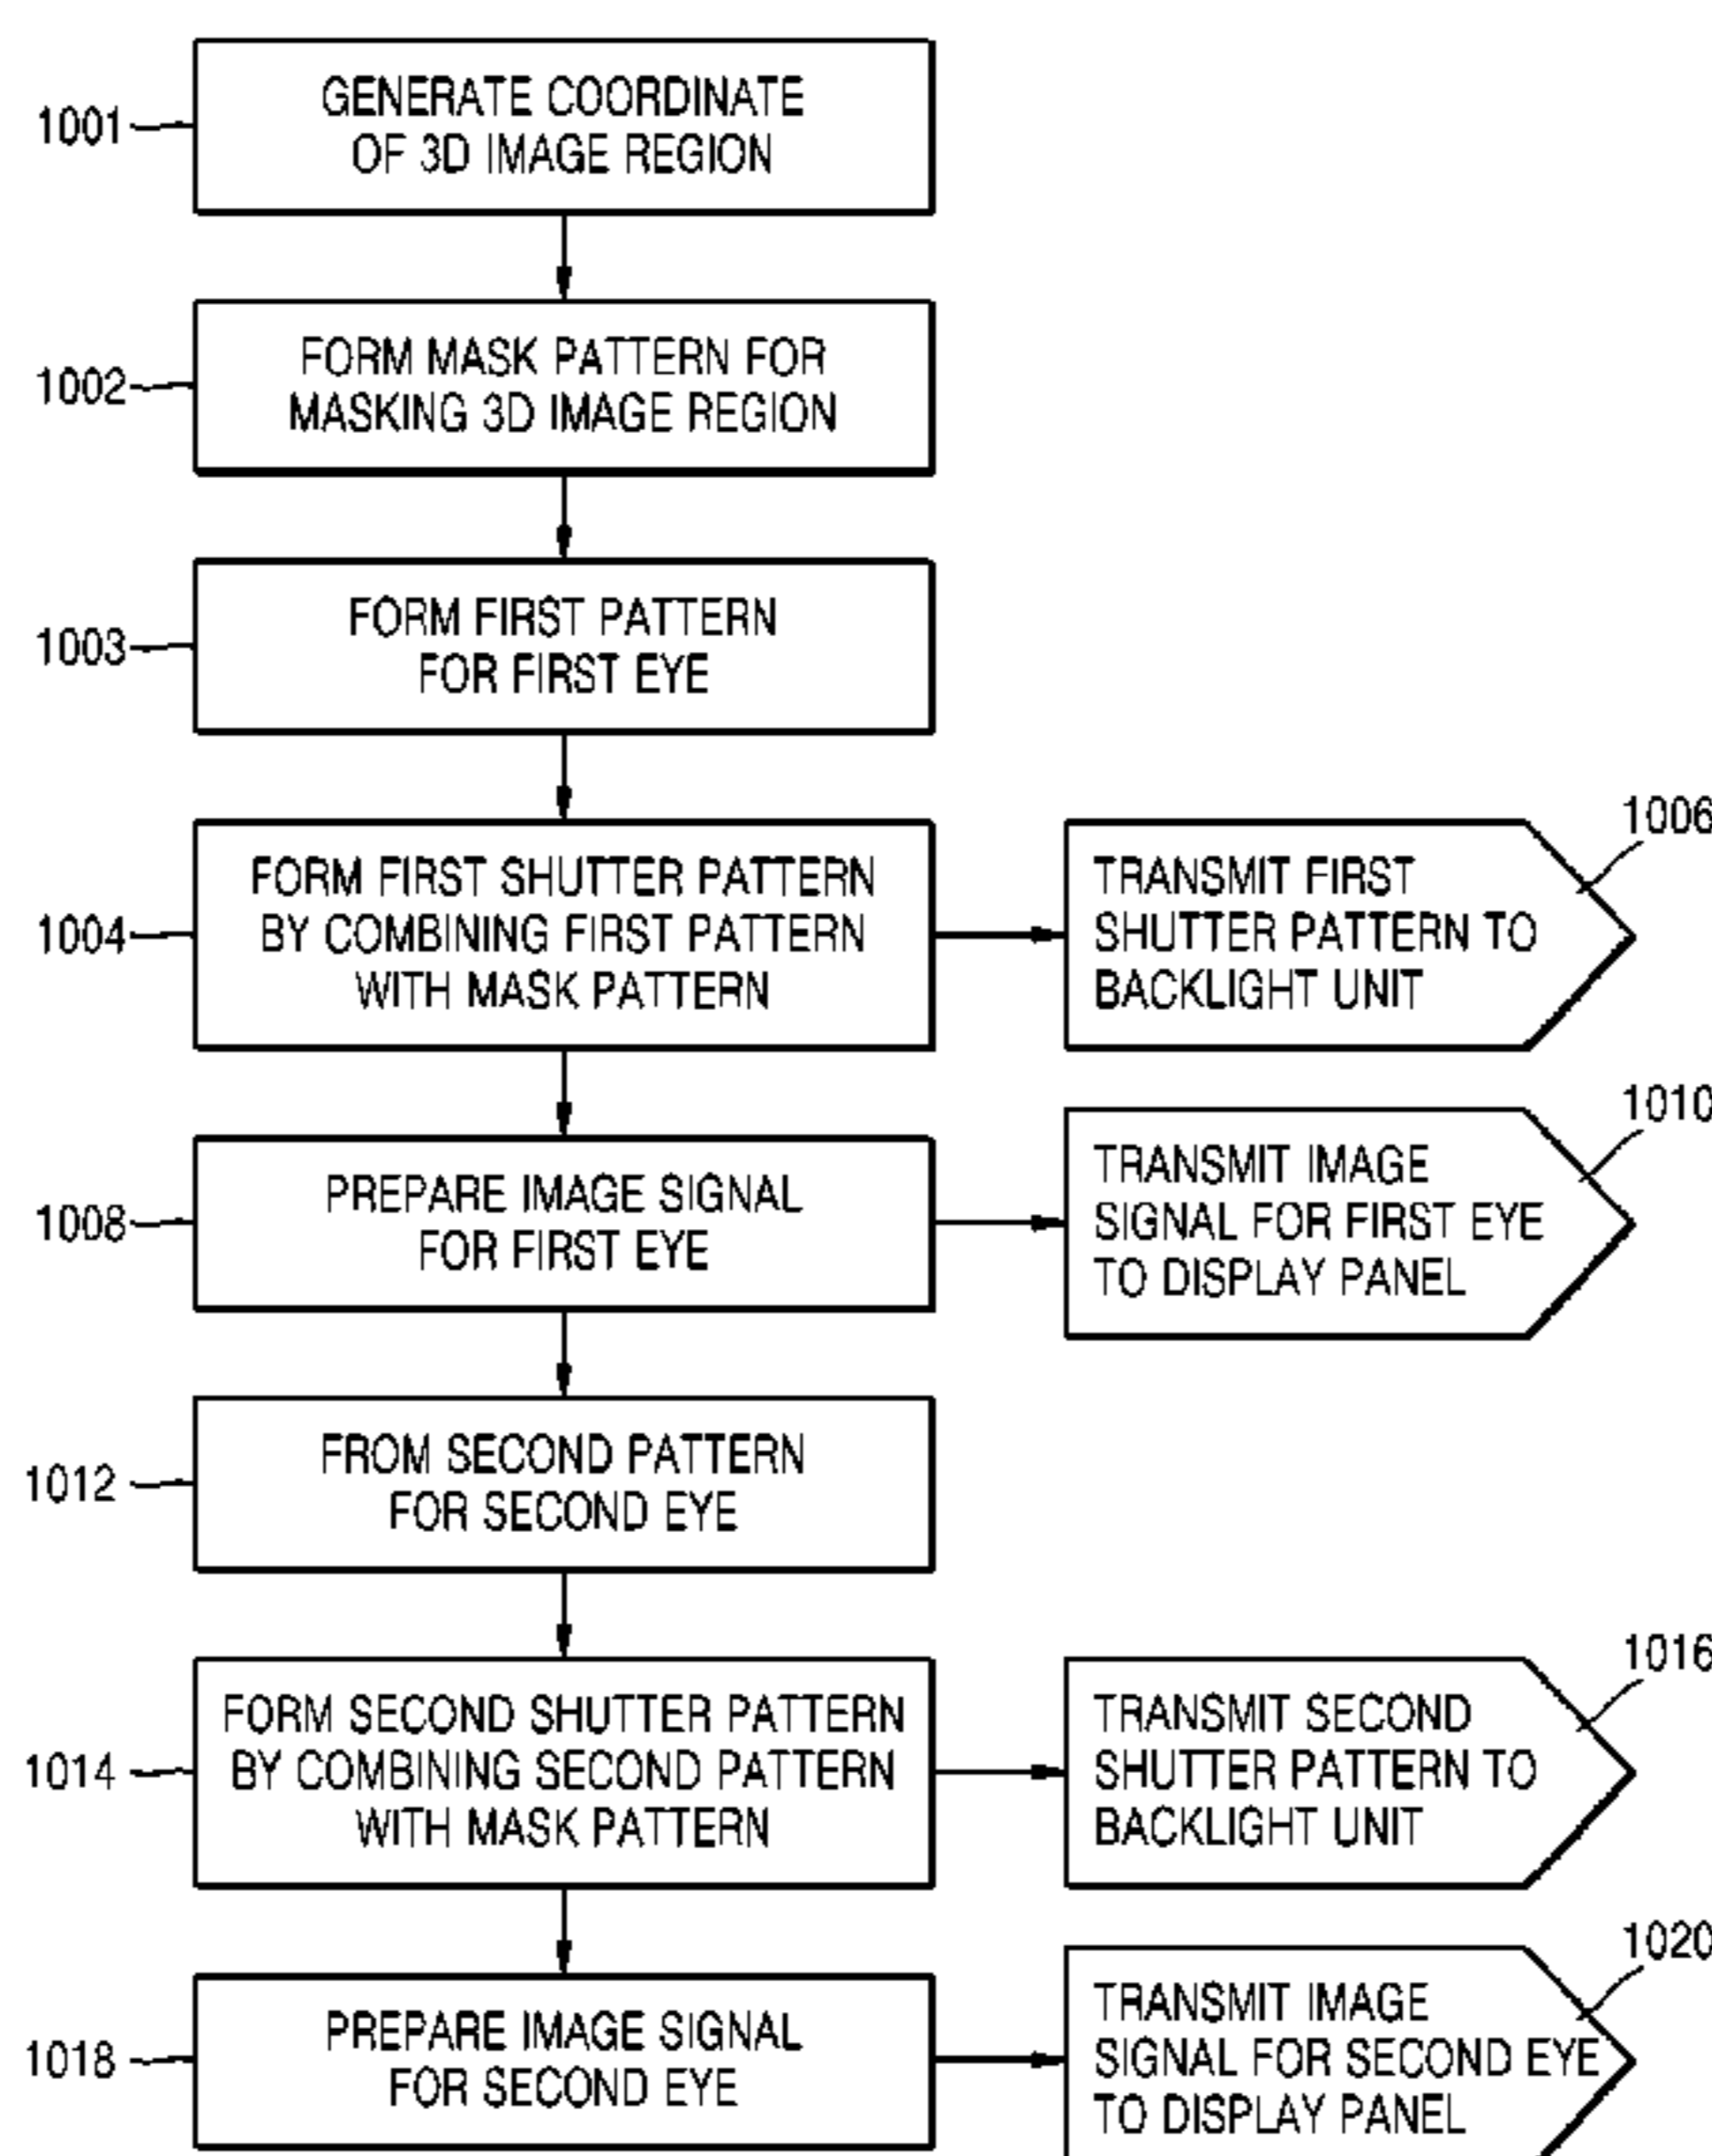 1001
GENERATE COORDINATE
OF 3D IMAGE REGION
1002
FORM MASK PATTERN FOR
MASKING 3D IMAGE REGION
1003
FORM FIRST PATTERN
FOR FIRST EYE
1004
FORM FIRST SHUTTER PATTERN
BY COMBINING FIRST PATTERN
WITH MASK PATTERN
1006
TRANSMIT FIRST
SHUTTER PATTERN TO
BACKLIGHT UNIT
1008
PREPARE IMAGE SIGNAL
FOR FIRST EYE
1010
TRANSMIT IMAGE
SIGNAL FOR FIRST EYE
TO DISPLAY PANEL
1012
FROM SECOND PATTERN
FOR SECOND EYE
1014
FORM SECOND SHUTTER PATTERN
BY COMBINING SECOND PATTERN
WITH MASK PATTERN
1016
TRANSMIT SECOND
SHUTTER PATTERN TO
BACKLIGHT UNIT
1018
PREPARE IMAGE SIGNAL
FOR SECOND EYE
1020
TRANSMIT IMAGE
SIGNAL FOR SECOND EYE
TO DISPLAY PANEL